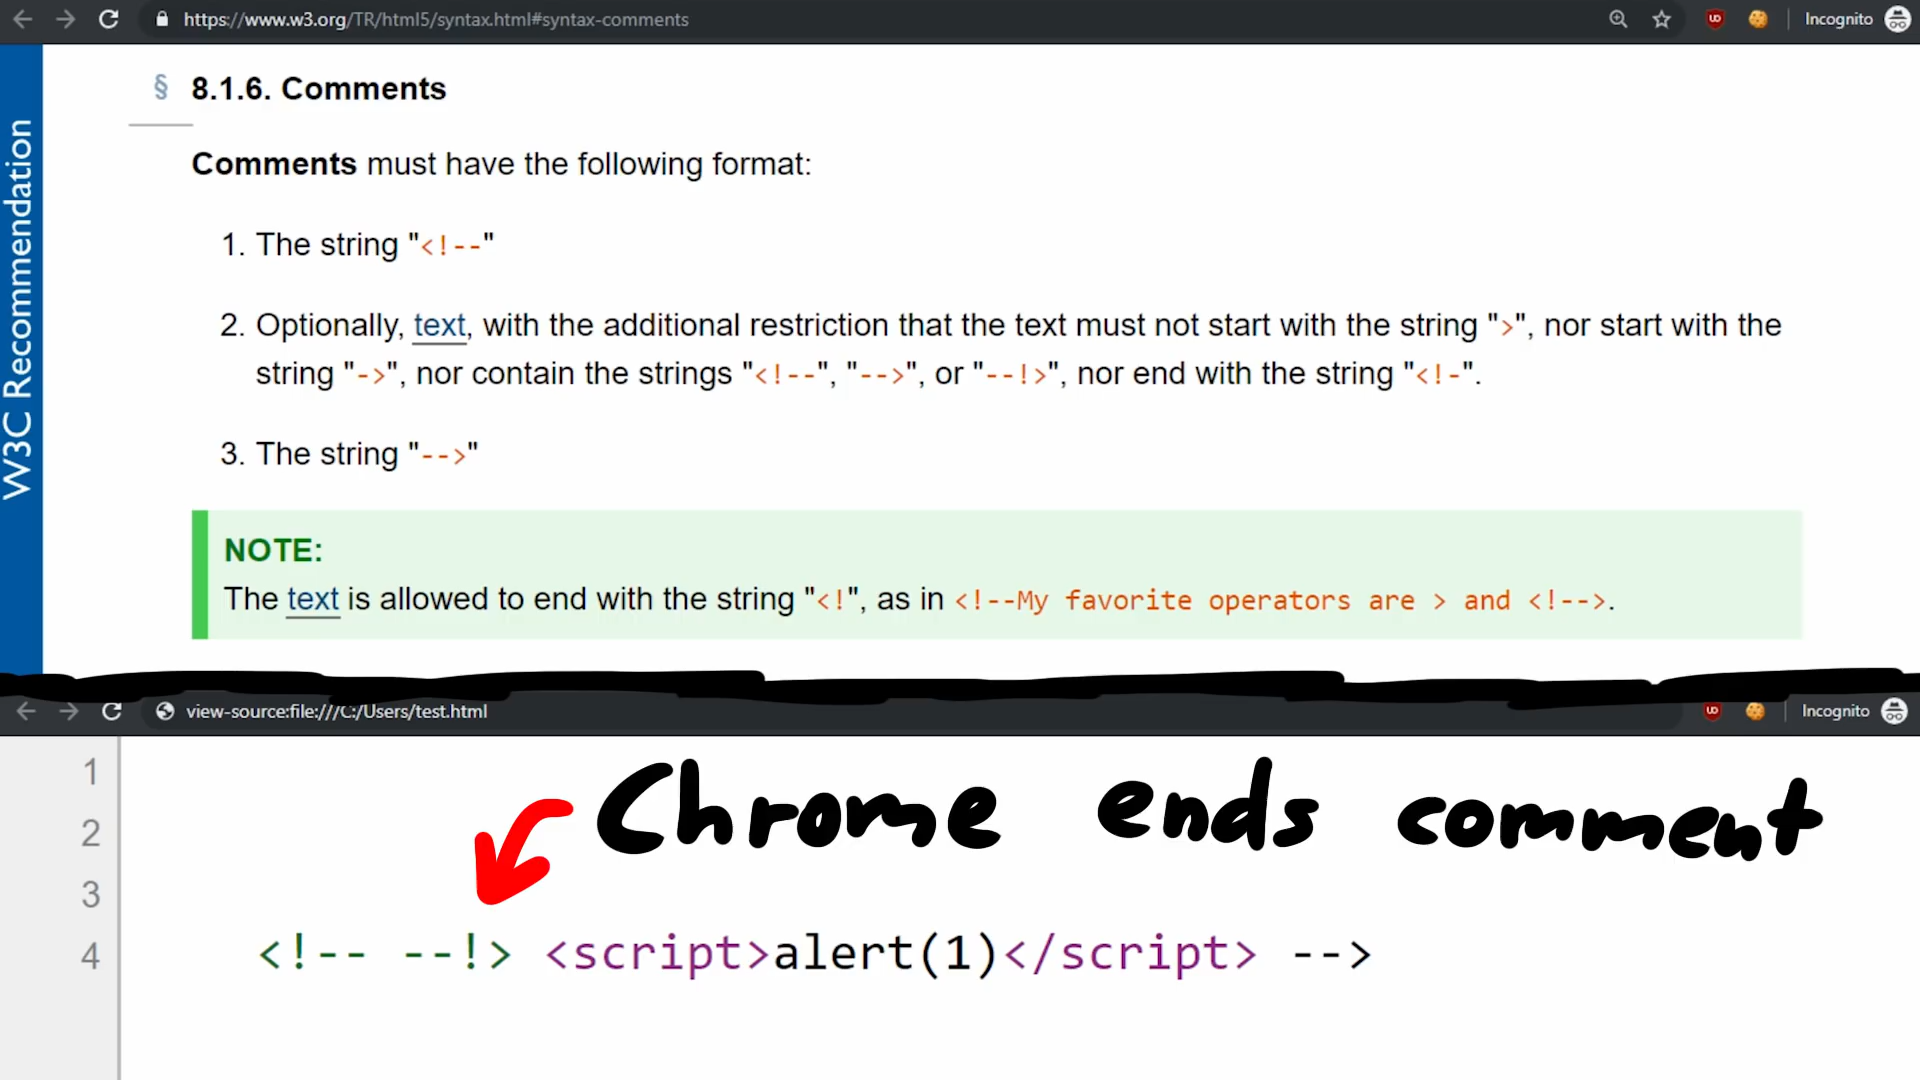 https://www.w3.org/TR/html5/syntax.html#syntax-comments
Incognito
W3C Recommendation
§ 8.1.6. Comments
Comments must have the following format:
1. The string "<!--"
2. Optionally, text, with the additional restriction that the text must not start with the string ">", nor start with the
string "->", nor contain the strings "<!--", "-->", or "--!>", nor end with the string "<!-".
3. The string "-->"
NOTE:
The text is allowed to end with the string "<!", as in <!--My favorite operators are > and <!-->.
view-source:file:///C:/Users/test.html
Incognito
1
2
3
4
Chrome ends comment
<!-- --!> <script>alert(1)</script> -->